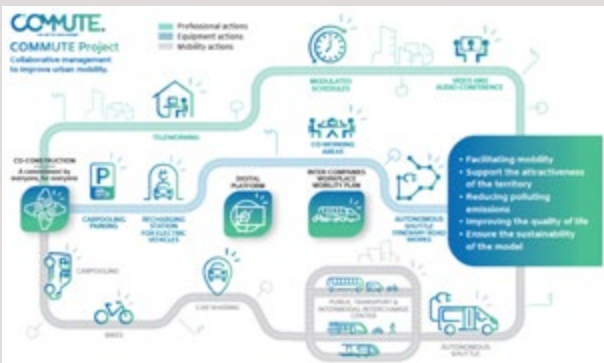 COMMUTE.
COMMUTE Project
Collaborative management
to improve urban mobility.
Professional actions
Equipment actions
Mobility actions
MODULATED
SCHEDULES
VIDEO AND
AUDIO-CONFERENCE
TELEWORKING
CO-WORKING
AREAS
CO-CONSTRUCTION
A commitment by
everyone, for everyone
CARPOOLING
PARKING
RECHARGING
STATION
FOR ELECTRIC
VEHICLES
DIGITAL
PLATFORM
INTER COMPANIES
WORKPLACE
MOBILITY PLAN
AUTONOMOUS
SHUTTLE
ITINERARY ROAD
WORKS
• Facilitating mobility
• Support the attractiveness
of the territory
• Reducing polluting
emissions
• Improving the quality of life
• Ensure the sustainability
of the model
CARPOOLING
BIKES
CAR SHARING
PUBLIC TRANSPORT &
INTERMODAL INTERCHANGE
CENTER
AUTONOMOUS
SHUTTLE